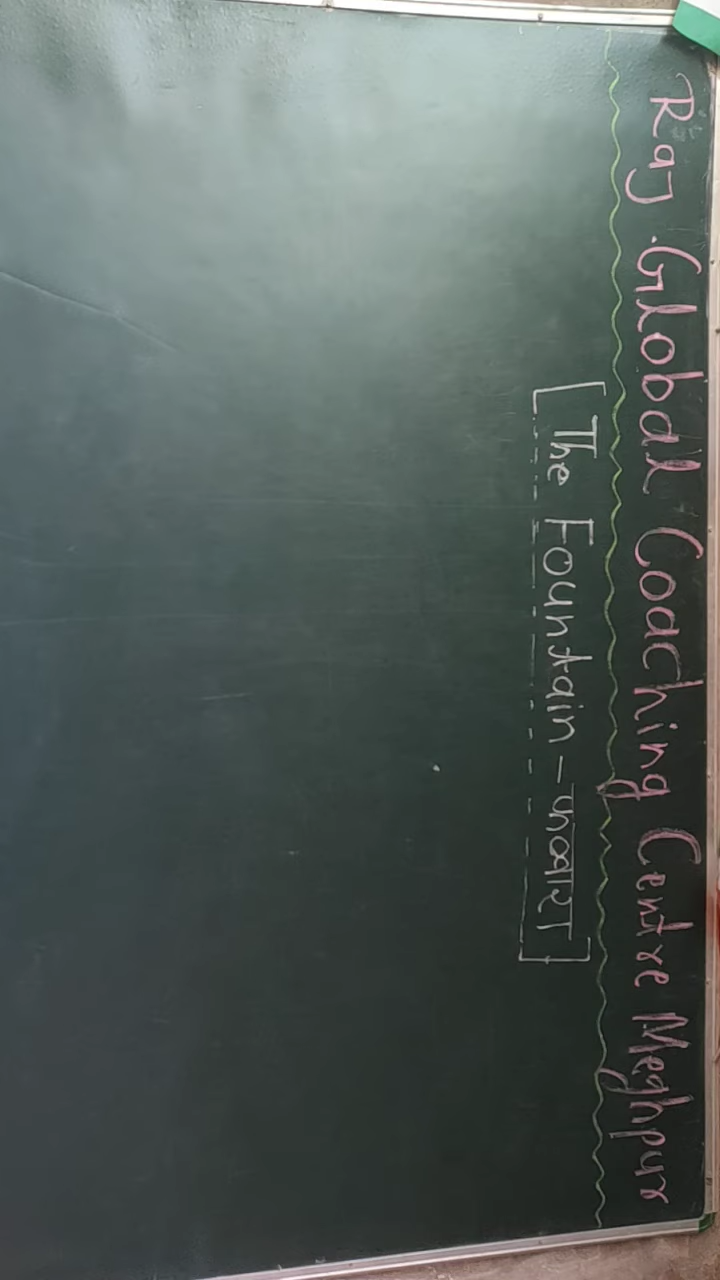 Raj Global Coaching Centre Meghpur
[The Fountain - फव्वारा]